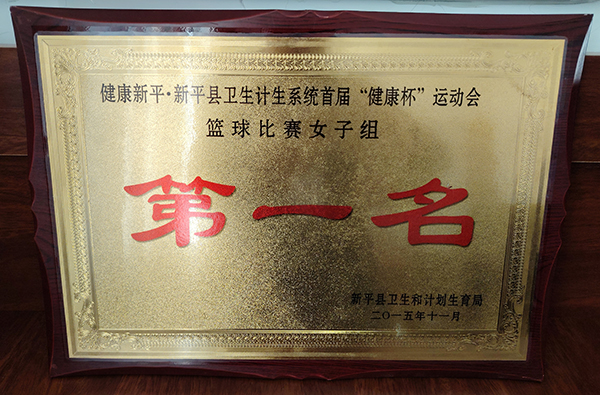 健康新平·新平县卫生计生系统首届“健康杯”运动会
篮球比赛女子组
第一名
新平县卫生和计划生育局
二〇一五年十一月